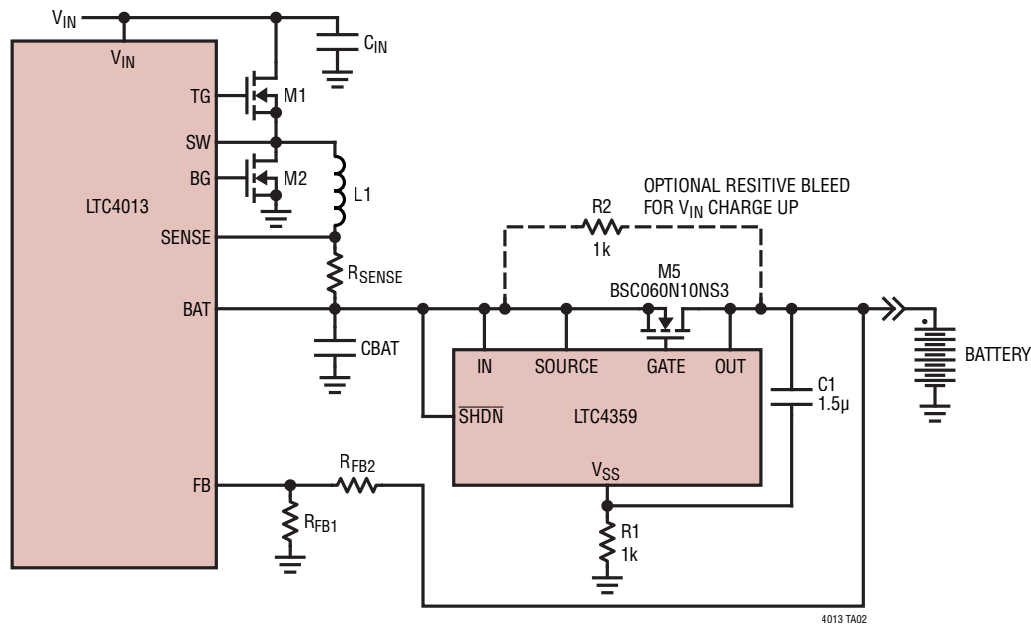 VIN
VIN
CIN
TG
M1
SW
BG
M2
L1
LTC4013
SENSE
RSENSE
OPTIONAL RESITIVE BLEED
FOR VIN CHARGE UP
R2
1k
M5
BSC060N10NS3
BAT
CBAT
IN
SOURCE
GATE
OUT
BATTERY
C1
1.5µ
SHDN
LTC4359
VSS
FB
RFB2
RFB1
R1
1k
4013 TA02